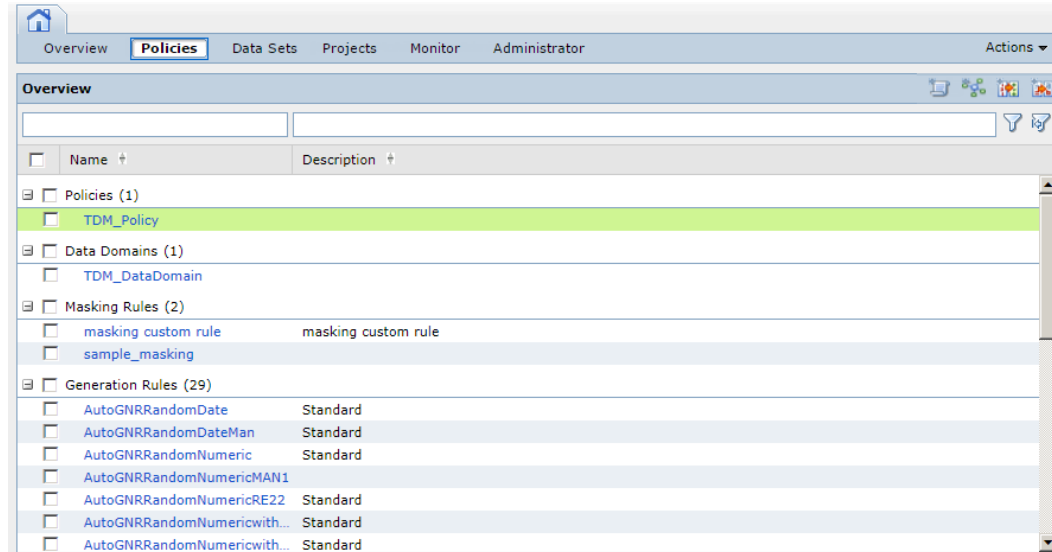 Overview Policies Data Sets Projects Monitor Administrator Actions
Overview
Name Description
Policies (1)
TDM_Policy
Data Domains (1)
TDM_DataDomain
Masking Rules (2)
masking custom rule masking custom rule
sample_masking
Generation Rules (29)
AutoGNRRandomDate Standard
AutoGNRRandomDateMan Standard
AutoGNRRandomNumeric Standard
AutoGNRRandomNumericMAN1
AutoGNRRandomNumericRE22 Standard
AutoGNRRandomNumericwith... Standard
AutoGNRRandomNumericwith... Standard